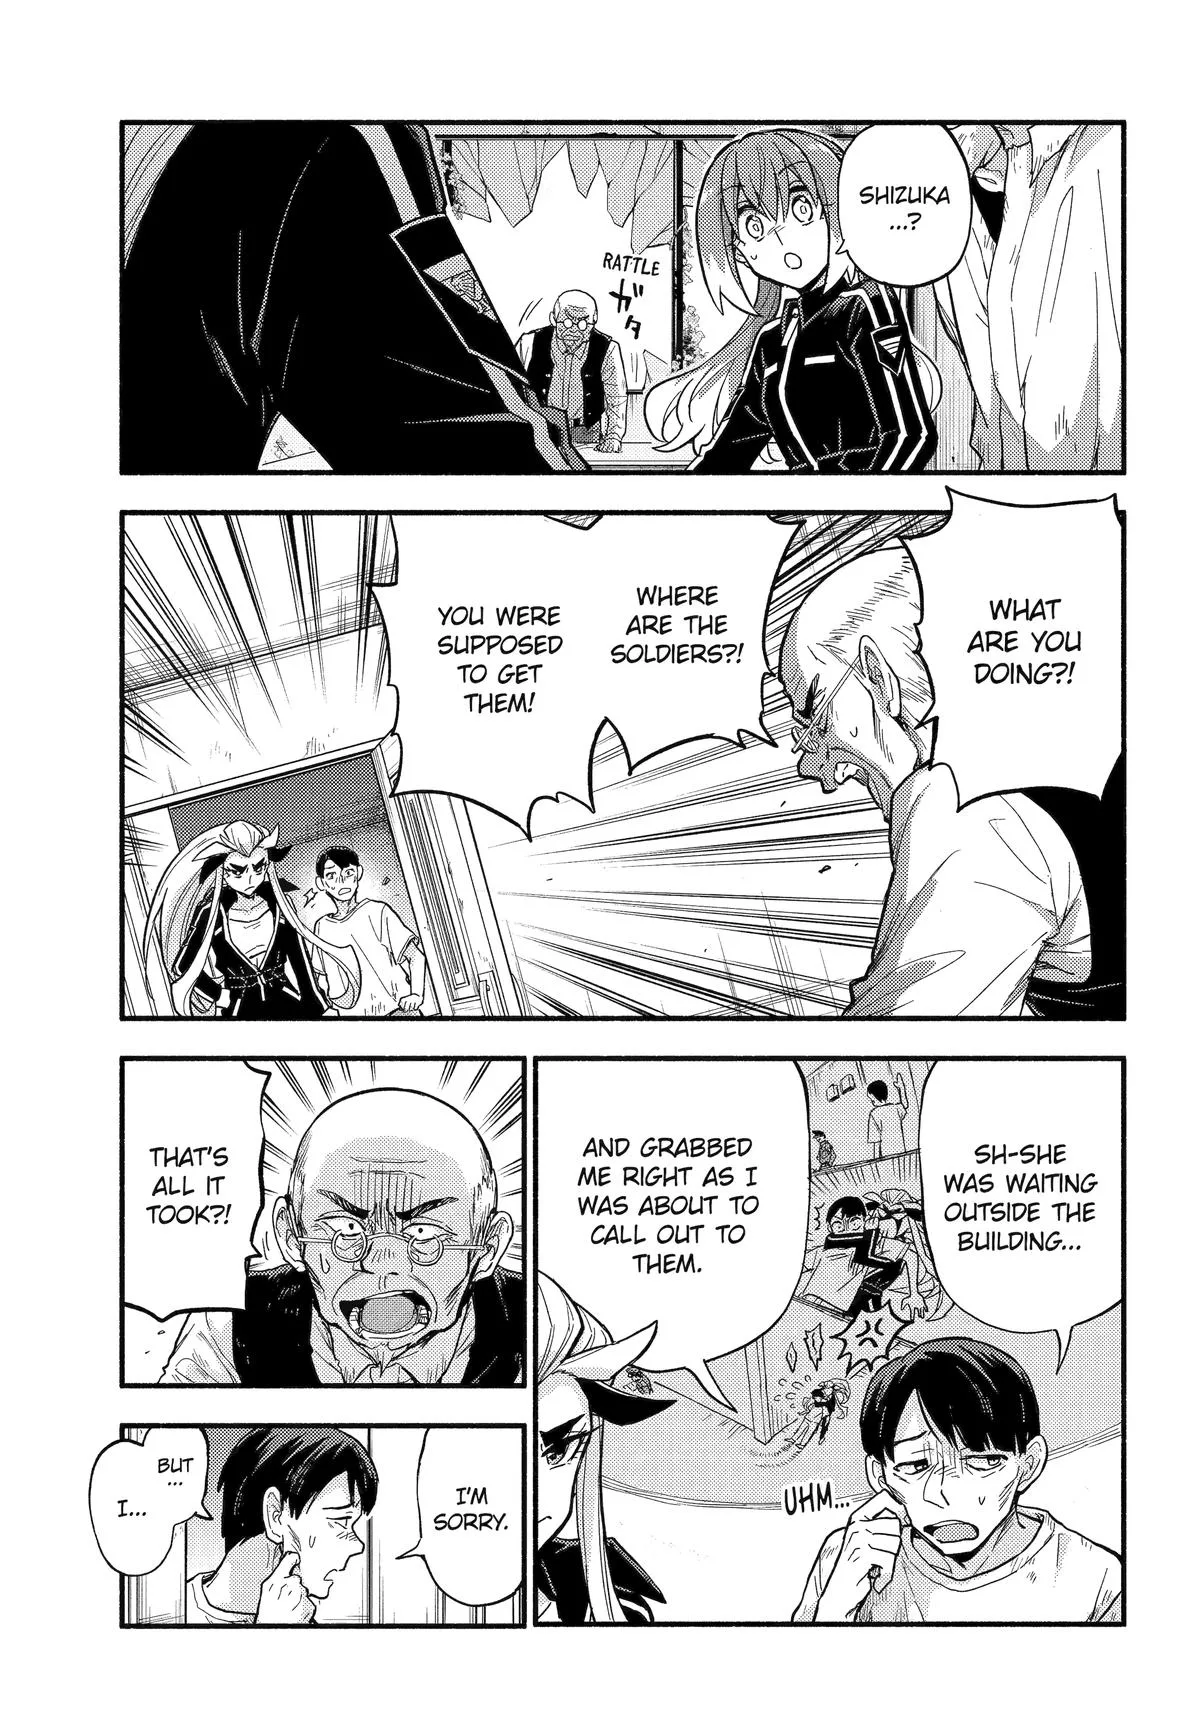 SHIZUKA
...?
RATTLE
ガタ
WHAT
ARE YOU
DOING?!
WHERE
ARE THE
SOLDIERS?!
YOU WERE
SUPPOSED
TO GET
THEM!
SH-SHE
WAS WAITING
OUTSIDE THE
BUILDING...
AND GRABBED
ME RIGHT AS I
WAS ABOUT TO
CALL OUT TO
THEM.
UHM...
THAT'S
ALL IT
TOOK?!
I'M
SORRY.
BUT
...
I...